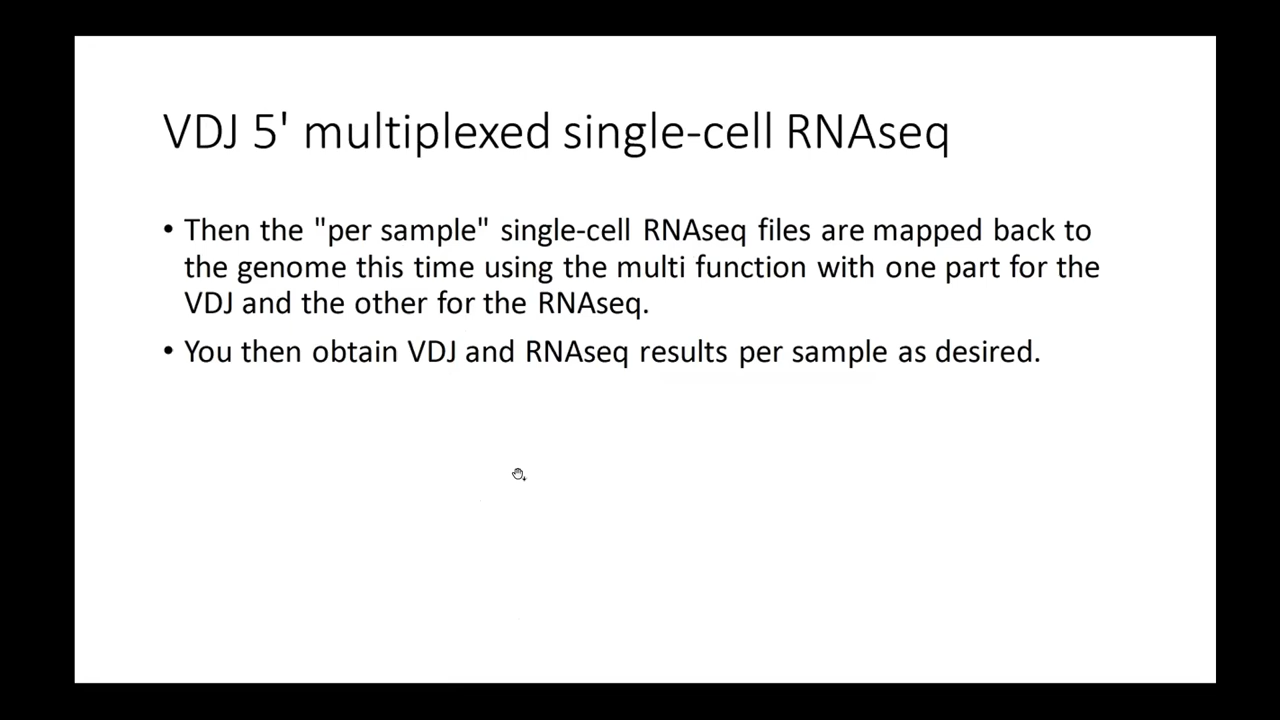 VDJ 5' multiplexed single-cell RNAseq
• Then the "per sample" single-cell RNAseq files are mapped back to
the genome this time using the multi function with one part for the
VDJ and the other for the RNAseq.
• You then obtain VDJ and RNAseq results per sample as desired.